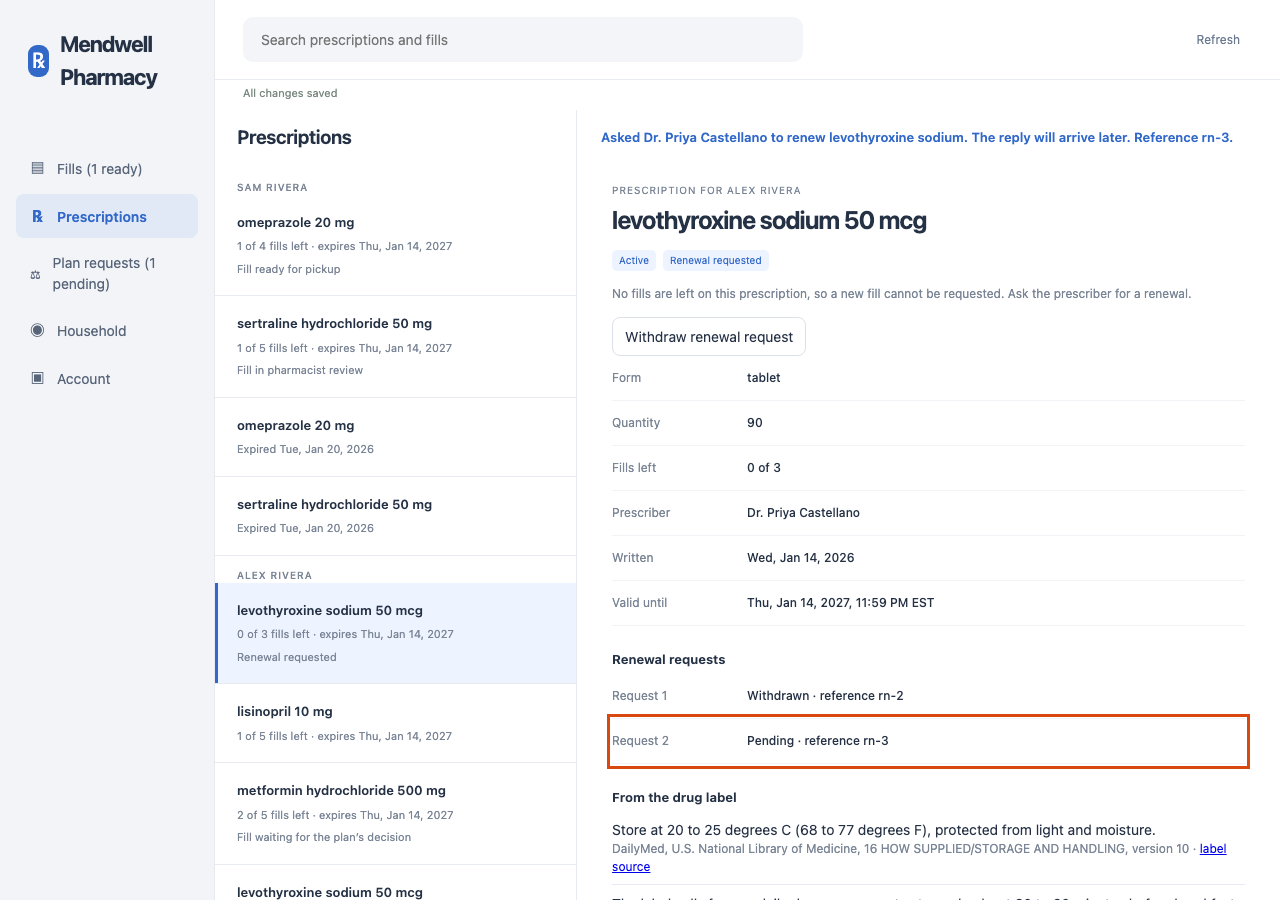 Mendwell
Pharmacy
Fills (1 ready)
Prescriptions
Plan requests (1
pending)
Household
Account
Search prescriptions and fills
Refresh
All changes saved
Prescriptions
SAM RIVERA
omeprazole 20 mg
1 of 4 fills left · expires Thu, Jan 14, 2027
Fill ready for pickup
sertraline hydrochloride 50 mg
1 of 5 fills left · expires Thu, Jan 14, 2027
Fill in pharmacist review
omeprazole 20 mg
Expired Tue, Jan 20, 2026
sertraline hydrochloride 50 mg
Expired Tue, Jan 20, 2026
ALEX RIVERA
levothyroxine sodium 50 mcg
0 of 3 fills left · expires Thu, Jan 14, 2027
Renewal requested
lisinopril 10 mg
1 of 5 fills left · expires Thu, Jan 14, 2027
metformin hydrochloride 500 mg
2 of 5 fills left · expires Thu, Jan 14, 2027
Fill waiting for the plan's decision
levothyroxine sodium 50 mcg
Asked Dr. Priya Castellano to renew levothyroxine sodium. The reply will arrive later. Reference rn-3.
PRESCRIPTION FOR ALEX RIVERA
levothyroxine sodium 50 mcg
Active Renewal requested
No fills are left on this prescription, so a new fill cannot be requested. Ask the prescriber for a renewal.
Withdraw renewal request
Form tablet
Quantity 90
Fills left 0 of 3
Prescriber Dr. Priya Castellano
Written Wed, Jan 14, 2026
Valid until Thu, Jan 14, 2027, 11:59 PM EST
Renewal requests
Request 1 Withdrawn · reference rn-2
Request 2 Pending · reference rn-3
From the drug label
Store at 20 to 25 degrees C (68 to 77 degrees F), protected from light and moisture.
DailyMed, U.S. National Library of Medicine, 16 HOW SUPPLIED/STORAGE AND HANDLING, version 10 · label
source